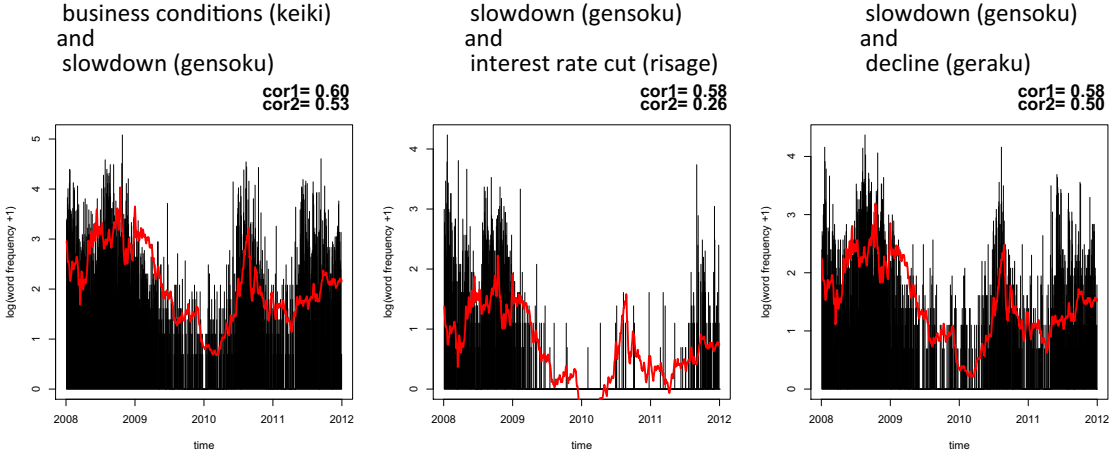 business conditions (keiki)
and
slowdown (gensoku)
cor1= 0.60
cor2= 0.53
log(word frequency +1)
5
4
3
2
1
0
2008 2009 2010 2011 2012
time
slowdown (gensoku)
and
interest rate cut (risage)
cor1= 0.58
cor2= 0.26
log(word frequency +1)
4
3
2
1
0
2008 2009 2010 2011 2012
time
slowdown (gensoku)
and
decline (geraku)
cor1= 0.58
cor2= 0.50
log(word frequency +1)
4
3
2
1
0
2008 2009 2010 2011 2012
time